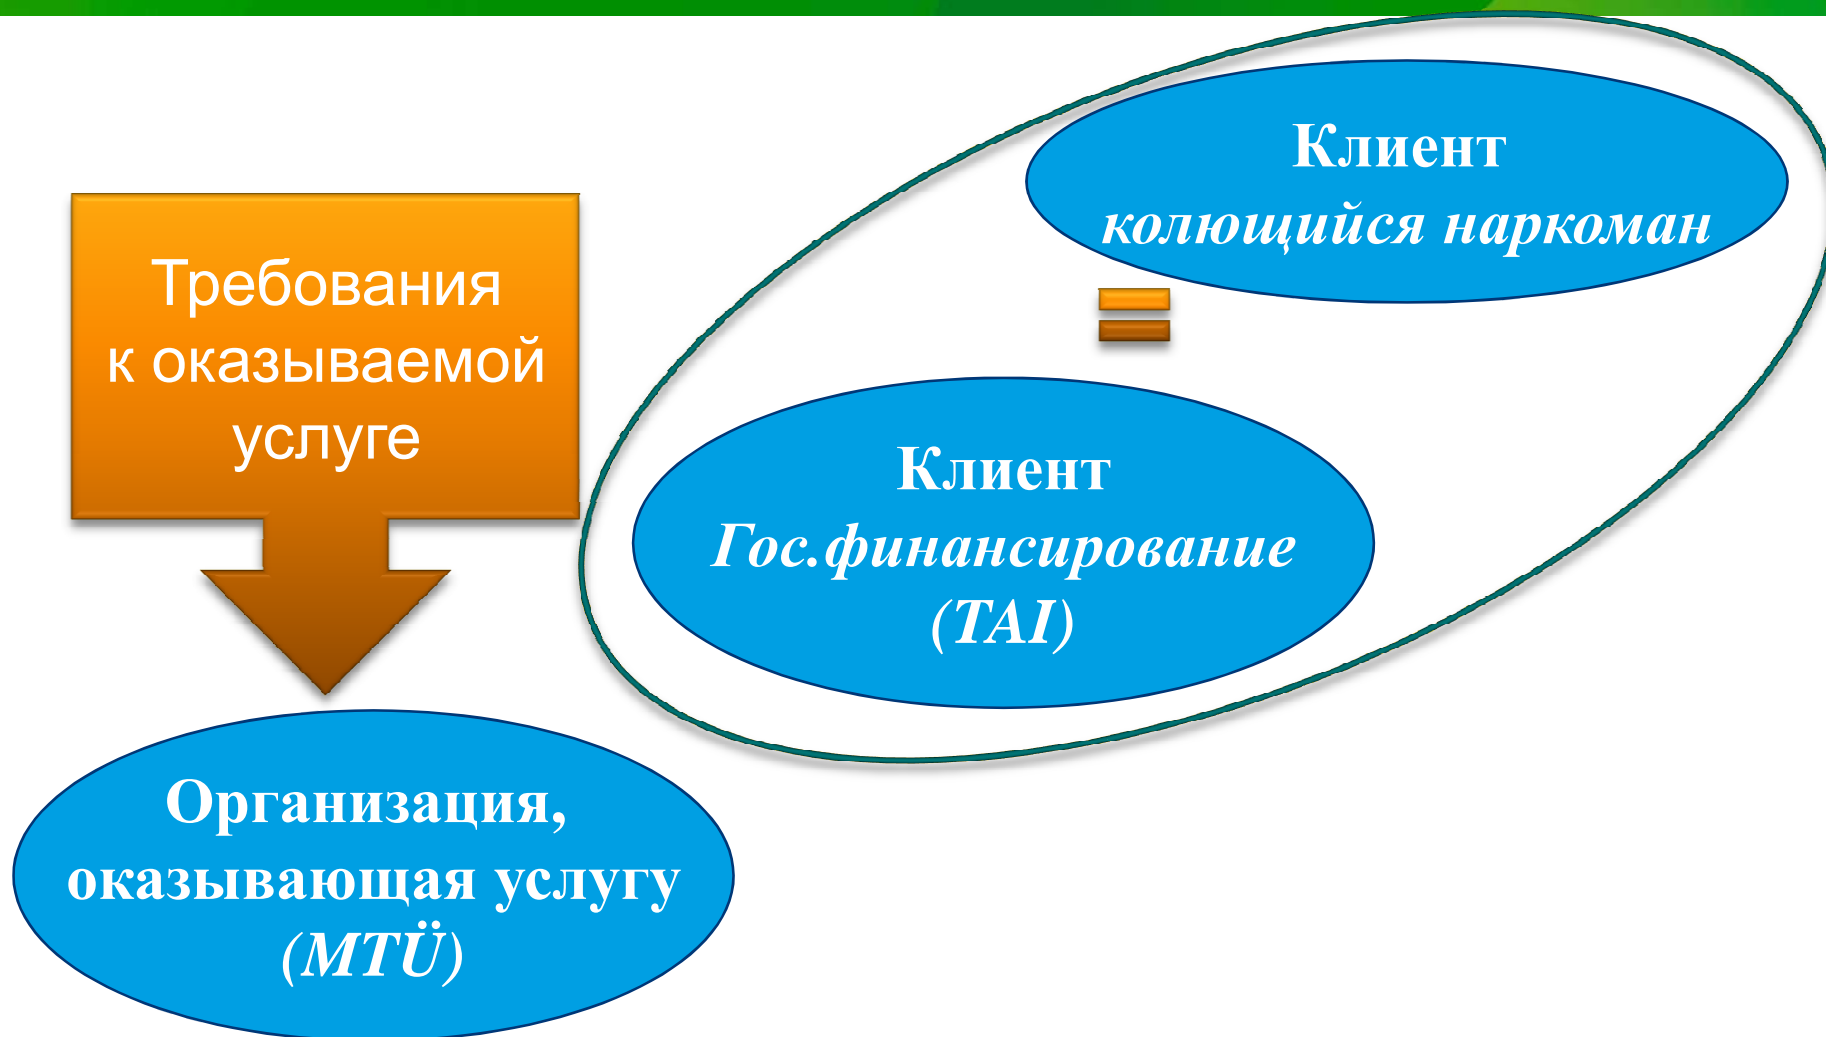 Клиент
колющийся наркоман
Требования
к оказываемой
услуге
Клиент
Гос.финансирование
(TAI)
Организация,
оказывающая услугу
(MTÜ)